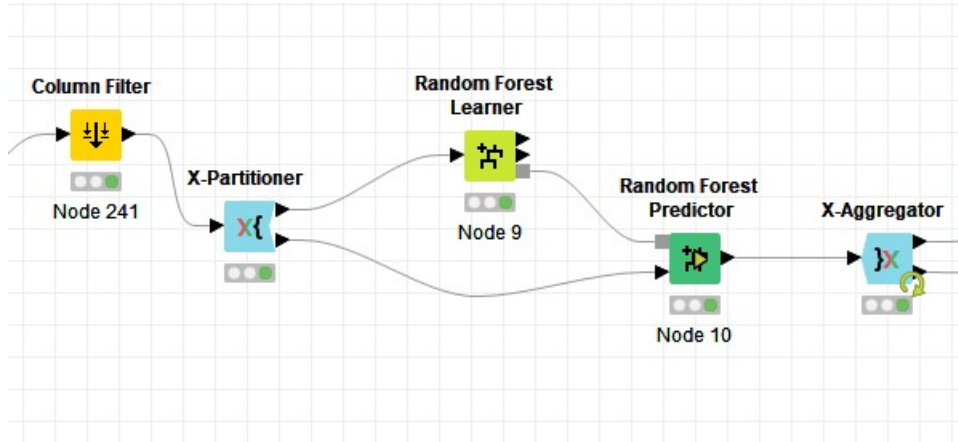 Column Filter
Node 241
X-Partitioner
X{
Random Forest
Learner
Node 9
Random Forest
Predictor
Node 10
X-Aggregator
}X